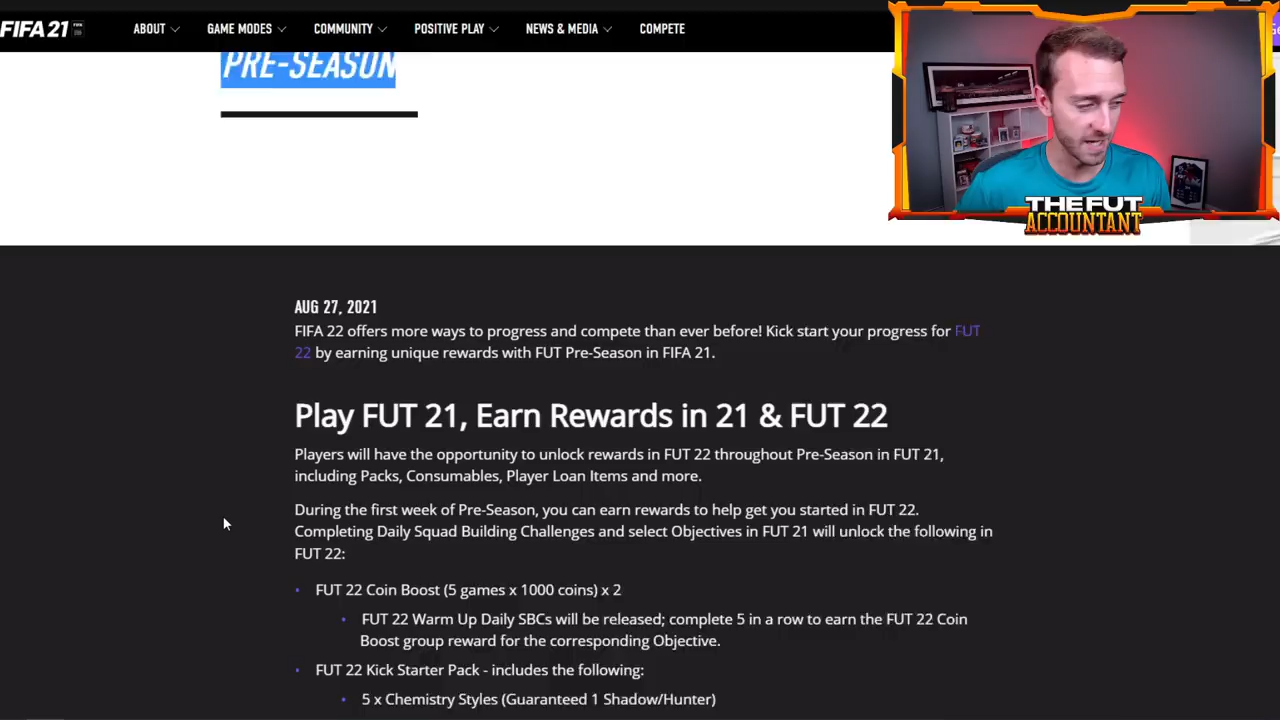 FIFA 21
ABOUT
GAME MODES
COMMUNITY
POSITIVE PLAY
NEWS & MEDIA
COMPETE
PRE-SEASON
THE FUT
ACCOUNTANT
AUG 27, 2021
FIFA 22 offers more ways to progress and compete than ever before! Kick start your progress for FUT
22 by earning unique rewards with FUT Pre-Season in FIFA 21.
Play FUT 21, Earn Rewards in 21 & FUT 22
Players will have the opportunity to unlock rewards in FUT 22 throughout Pre-Season in FUT 21,
including Packs, Consumables, Player Loan Items and more.
During the first week of Pre-Season, you can earn rewards to help get you started in FUT 22.
Completing Daily Squad Building Challenges and select Objectives in FUT 21 will unlock the following in
FUT 22:
• FUT 22 Coin Boost (5 games x 1000 coins) x 2
• FUT 22 Warm Up Daily SBCs will be released; complete 5 in a row to earn the FUT 22 Coin
Boost group reward for the corresponding Objective.
• FUT 22 Kick Starter Pack - includes the following:
• 5 x Chemistry Styles (Guaranteed 1 Shadow/Hunter)